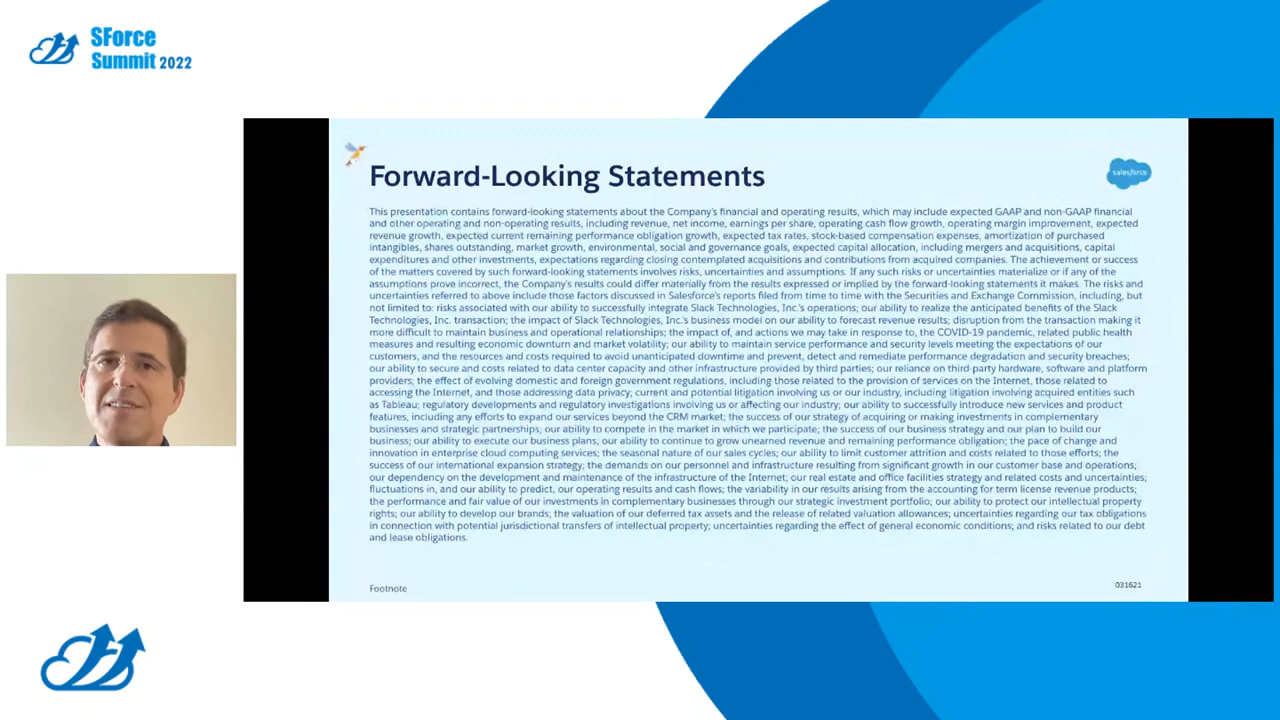 SForce
Summit 2022
Forward-Looking Statements
salesforce
This presentation contains forward-looking statements about the Company's financial and operating results, which may include expected GAAP and non-GAAP financial
and other operating and non-operating results, including revenue, net income, earnings per share, operating cash flow growth, operating margin improvement, expected
revenue growth, expected current remaining performance obligation growth, expected tax rates, stock-based compensation expenses, amortization of purchased
intangibles, shares outstanding, market growth, environmental, social and governance goals, expected capital allocation, including mergers and acquisitions, capital
expenditures and other investments, expectations regarding closing contemplated acquisitions and contributions from acquired companies. The achievement or success
of the matters covered by such forward-looking statements involves risks, uncertainties and assumptions. If any such risks or uncertainties materialize or if any of the
assumptions prove incorrect, the Company's results could differ materially from the results expressed or implied by the forward-looking statements it makes. The risks and
uncertainties referred to above include those factors discussed in Salesforce's reports filed from time to time with the Securities and Exchange Commission, including, but
not limited to: risks associated with our ability to successfully integrate Slack Technologies, Inc.'s operations; our ability to realize the anticipated benefits of the Slack
Technologies, Inc. transaction; the impact of Slack Technologies, Inc.'s business model on our ability to forecast revenue results; disruption from the transaction making it
more difficult to maintain business and operational relationships; the impact of, and actions we may take in response to, the COVID-19 pandemic, related public health
measures and resulting economic downturn and market volatility; our ability to maintain service performance and security levels meeting the expectations of our
customers, and the resources and costs required to avoid unanticipated downtime and prevent, detect and remediate performance degradation and security breaches;
our ability to secure and costs related to data center capacity and other infrastructure provided by third parties; our reliance on third-party hardware, software and platform
providers; the effect of evolving domestic and foreign government regulations, including those related to the provision of services on the Internet, those related to
accessing the Internet, and those addressing data privacy; current and potential litigation involving us or our industry, including litigation involving acquired entities such
as Tableau; regulatory developments and regulatory investigations involving us or affecting our industry; our ability to successfully introduce new services and product
features, including any efforts to expand our services beyond the CRM market; the success of our strategy of acquiring or making investments in complementary
businesses and strategic partnerships; our ability to compete in the market in which we participate; the success of our business strategy and our plan to build our
business; our ability to execute our business plans; our ability to continue to grow unearned revenue and remaining performance obligation; the pace of change and
innovation in enterprise cloud computing services; the seasonal nature of our sales cycles; our ability to limit customer attrition and costs related to those efforts; the
success of our international expansion strategy; the demands on our personnel and infrastructure resulting from significant growth in our customer base and operations;
our dependency on the development and maintenance of the infrastructure of the Internet; our real estate and office facilities strategy and related costs and uncertainties;
fluctuations in, and our ability to predict, our operating results and cash flows; the variability in our results arising from the accounting for term license revenue products;
the performance and fair value of our investments in complementary businesses through our strategic investment portfolio; our ability to protect our intellectual property
rights; our ability to develop our brands; the valuation of our deferred tax assets and the release of related valuation allowances; uncertainties regarding our tax obligations
in connection with potential jurisdictional transfers of intellectual property; uncertainties regarding the effect of general economic conditions; and risks related to our debt
and lease obligations.
Footnote
031621